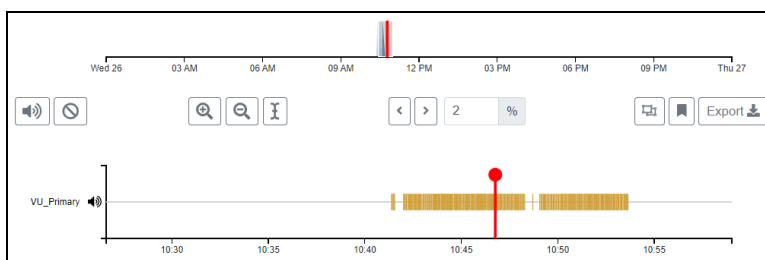 Wed 26 03 AM 06 AM 09 AM 12 PM 03 PM 06 PM 09 PM Thu 27
< > 2 % Export
VU_Primary
10:30 10:35 10:40 10:45 10:50 10:55